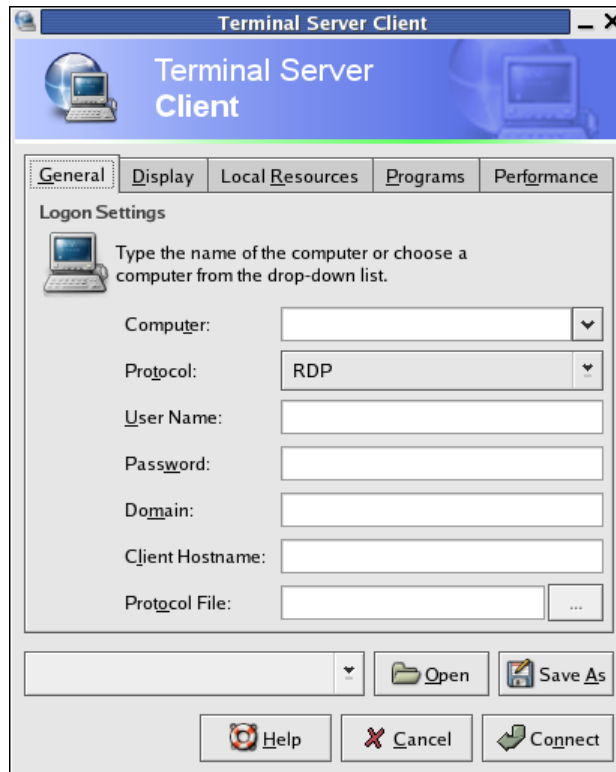 Terminal Server Client
Terminal Server
Client
General Display Local Resources Programs Performance
Logon Settings
Type the name of the computer or choose a
computer from the drop-down list.
Computer:
Protocol: RDP
User Name:
Password:
Domain:
Client Hostname:
Protocol File: ...
Open Save As
Help Cancel Connect